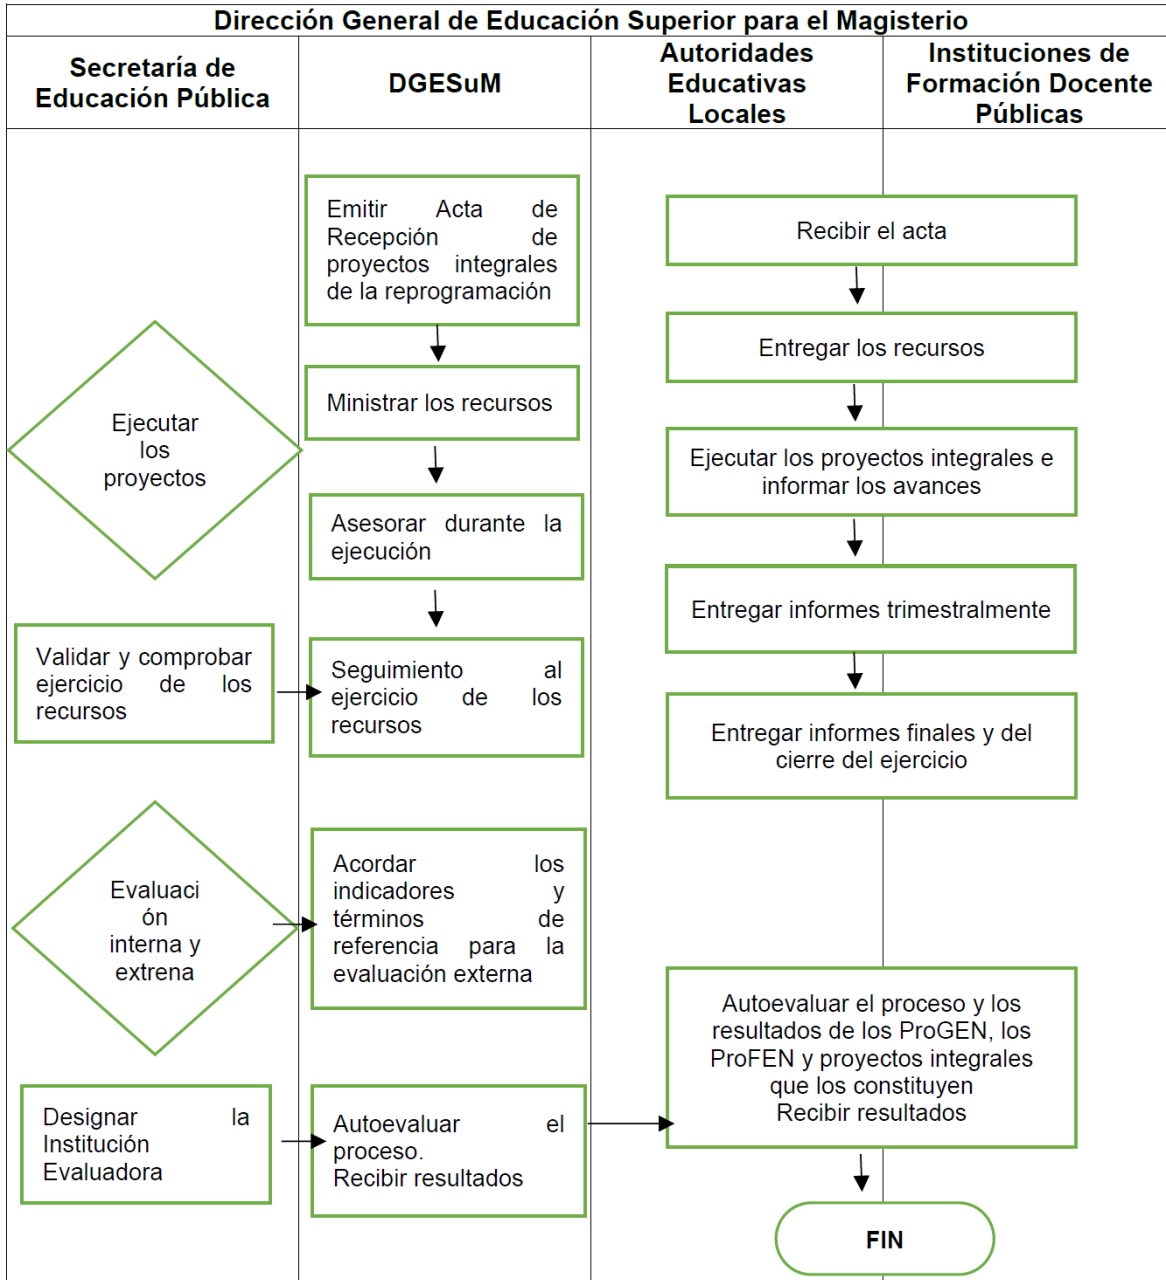 Dirección General de Educación Superior para el Magisterio
Secretaría de
Educación Pública
DGESuM
Autoridades
Educativas
Locales
Instituciones de
Formación Docente
Públicas
Emitir Acta de
Recepción de
proyectos integrales
de la reprogramación
Recibir el acta
Entregar los recursos
Ministrar los recursos
Ejecutar
los
proyectos
Ejecutar los proyectos integrales e
informar los avances
Asesorar durante la
ejecución
Entregar informes trimestralmente
Validar y comprobar
ejercicio de los
recursos
Seguimiento al
ejercicio de los
recursos
Entregar informes finales y del
cierre del ejercicio
Evaluaci
ón
interna y
extrena
Acordar los
indicadores y
términos de
referencia para la
evaluación externa
Autoevaluar el proceso y los
resultados de los ProGEN, los
ProFEN y proyectos integrales
que los constituyen
Recibir resultados
Designar la
Institución
Evaluadora
Autoevaluar el
proceso.
Recibir resultados
FIN